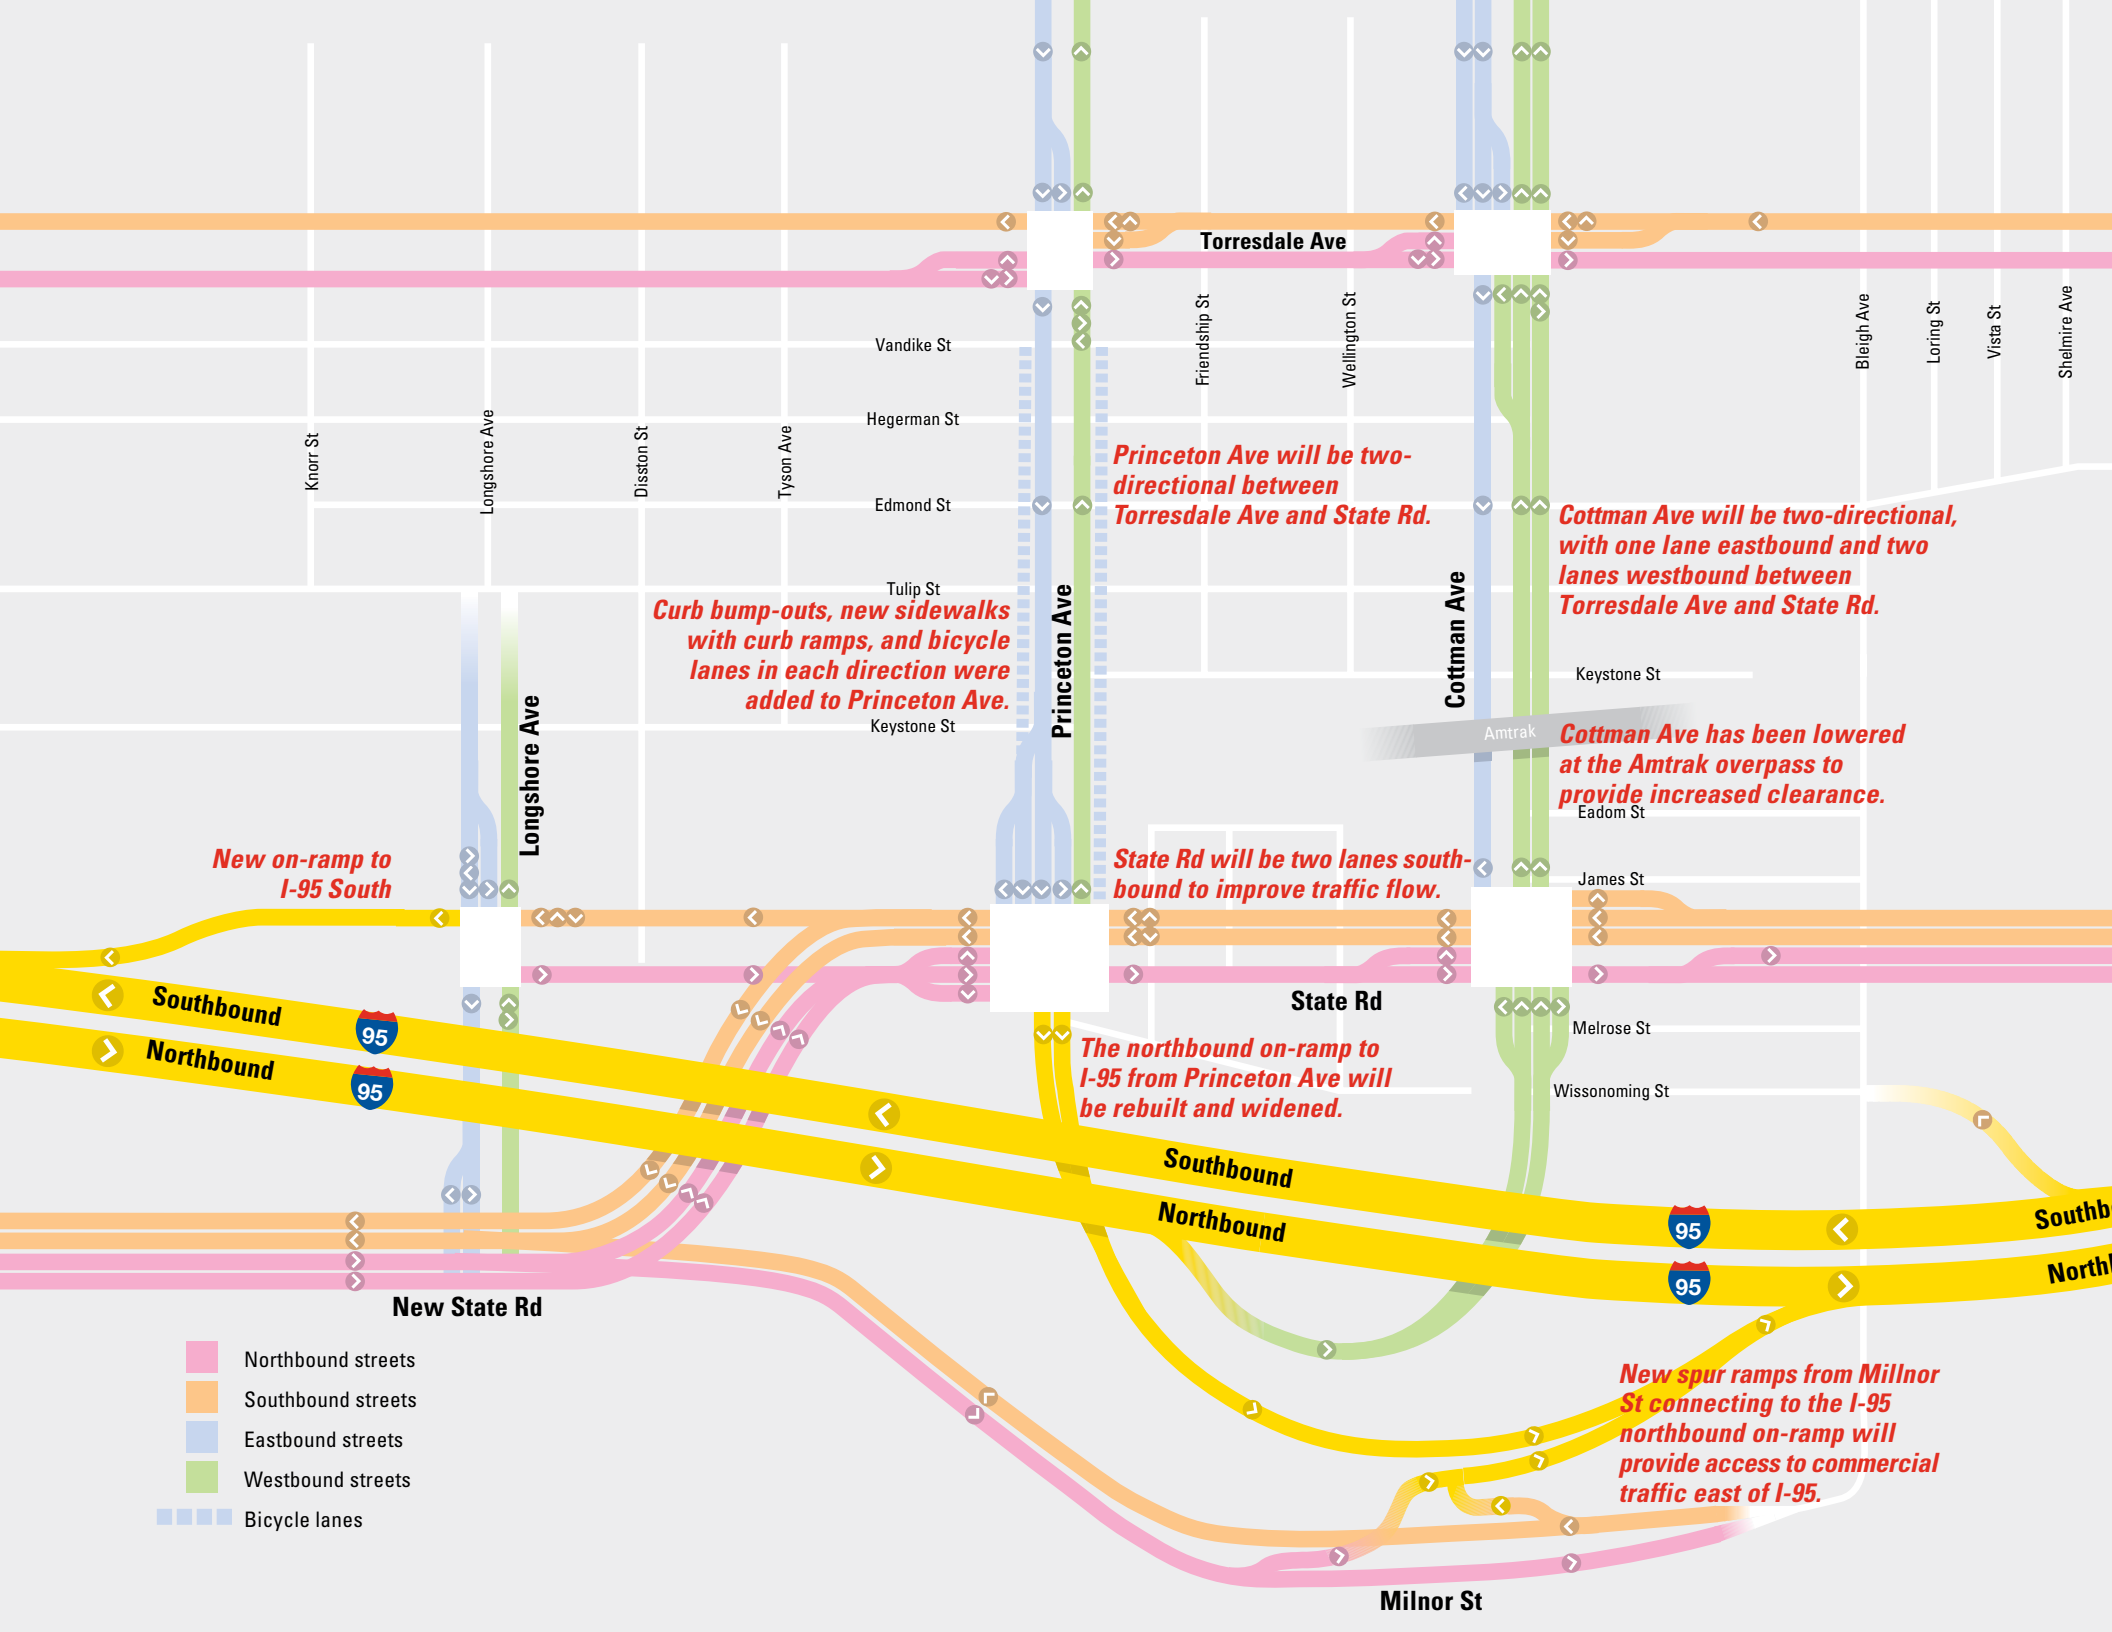 Torresdale Ave
Vandike St
Hegerman St
Edmond St
Tulip St
Keystone St
Knorr St
Longshore Ave
Disston St
Tyson Ave
Friendship St
Wellington St
Bleigh Ave
Loring St
Vista St
Shelmire Ave
Princeton Ave will be two-
directional between
Torresdale Ave and State Rd.
Cottman Ave will be two-directional,
with one lane eastbound and two
lanes westbound between
Torresdale Ave and State Rd.
Curb bump-outs, new sidewalks
with curb ramps, and bicycle
lanes in each direction were
added to Princeton Ave.
Longshore Ave
Princeton Ave
Cottman Ave
Keystone St
Amtrak
Cottman Ave has been lowered
at the Amtrak overpass to
provide increased clearance.
Eadom St
James St
New on-ramp to
I-95 South
State Rd will be two lanes south-
bound to improve traffic flow.
State Rd
Melrose St
Wissonoming St
The northbound on-ramp to
I-95 from Princeton Ave will
be rebuilt and widened.
Southbound
95
Northbound
95
Southbound
Northbound
95
95
Southb
North
New State Rd
Northbound streets
Southbound streets
Eastbound streets
Westbound streets
Bicycle lanes
New spur ramps from Millnor
St connecting to the I-95
northbound on-ramp will
provide access to commercial
traffic east of I-95.
Milnor St